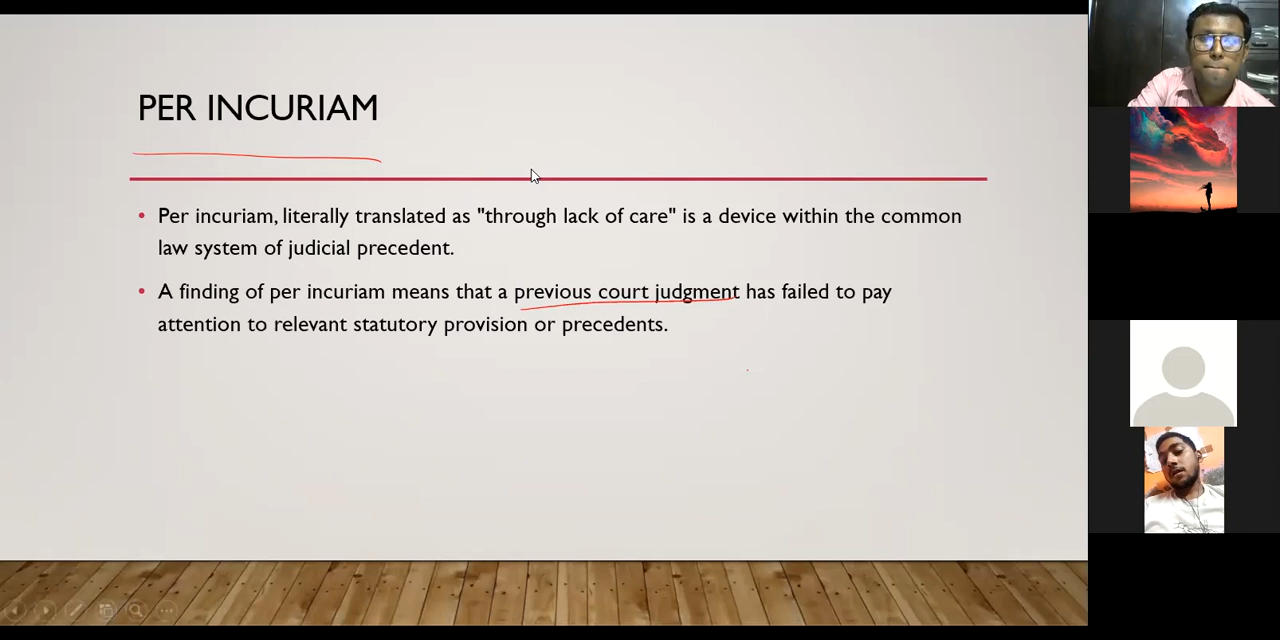 PER INCURIAM
• Per incuriam, literally translated as "through lack of care" is a device within the common
law system of judicial precedent.
• A finding of per incuriam means that a previous court judgment has failed to pay
attention to relevant statutory provision or precedents.